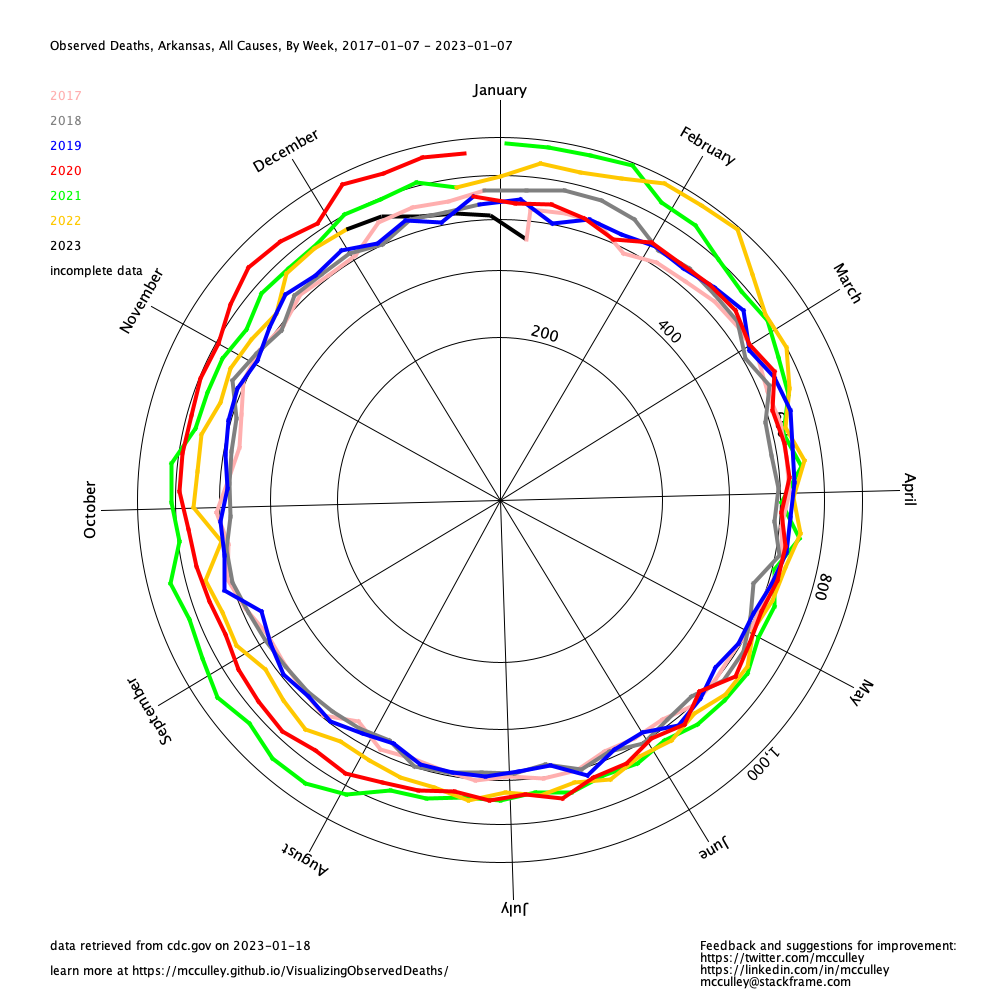 Observed Deaths, Arkansas, All Causes, By Week, 2017-01-07 - 2023-01-07
January
2017
2018
2019
2020
2021
2022
2023
incomplete data
December
February
November
March
200
400
October
April
800
September
May
1,000
August
June
July
data retrieved from cdc.gov on 2023-01-18
learn more at https://mcculley.github.io/VisualizingObservedDeaths/
Feedback and suggestions for improvement:
https://twitter.com/mcculley
https://linkedin.com/in/mcculley
mcculley@stackframe.com